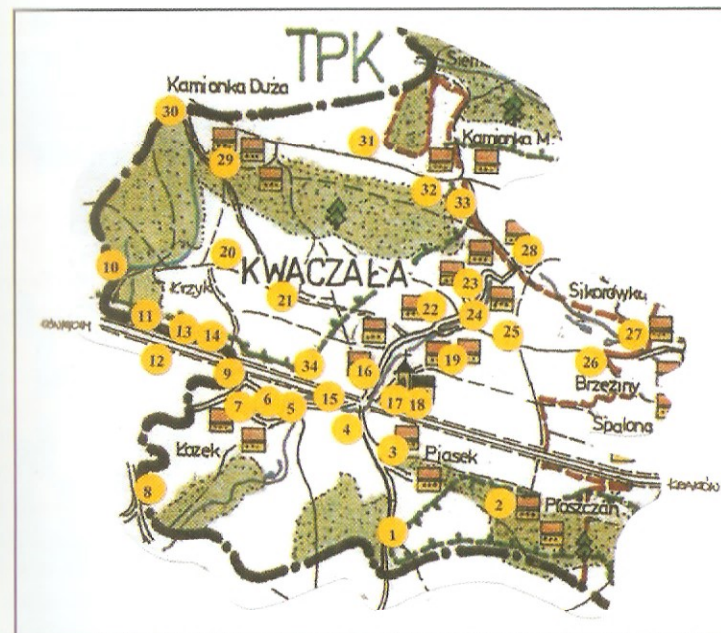 TPK
Kamionka Duża
30
31
Kamionka M.
29
32
33
10
20
KWACZAŁA
28
23
Krzyk
21
22
24
Sikorówka
11
13
14
25
27
12
34
16
19
26
9
Brzeziny
15
17
18
7
6
5
4
Spalona
Łazek
3
Piasek
KRAKÓW
8
2
Płaszczań
1